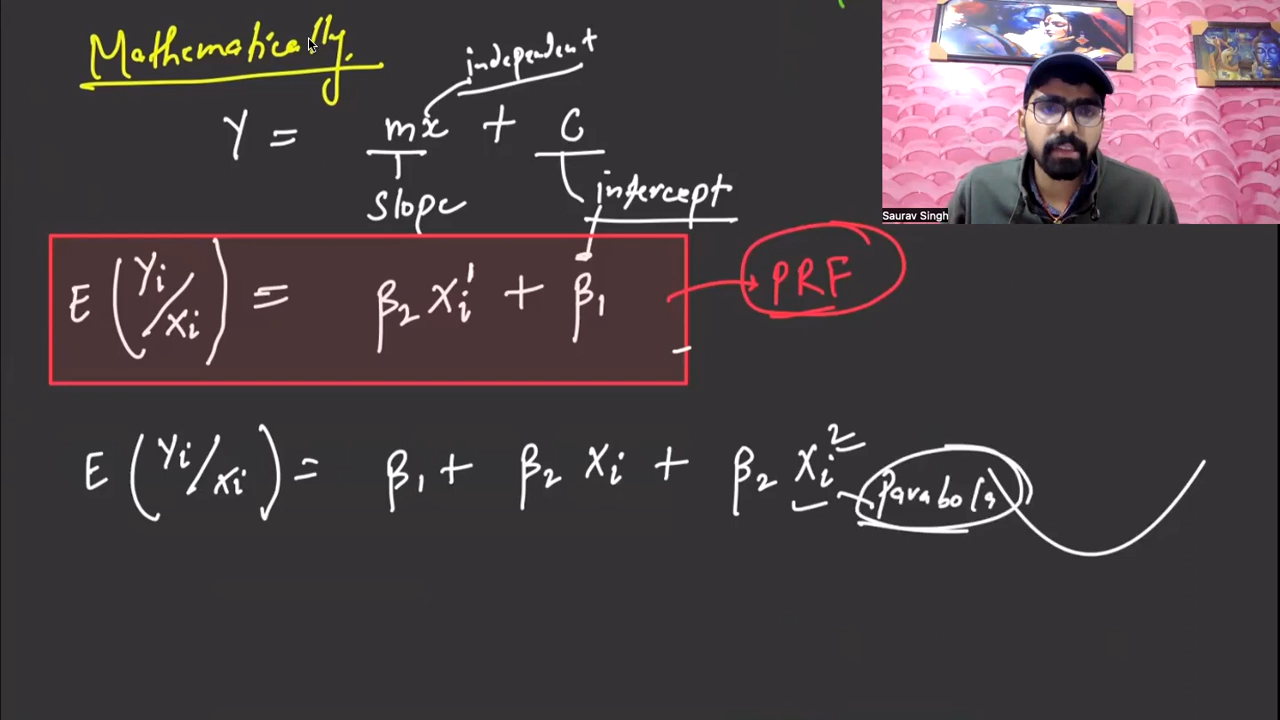 Mathematically
independent
Y = mx + C
slope
intercept
E (Yi/Xi) = β2 Xi¹ + β1
PRF
E (Yi/Xi) = β1 + β2 Xi + β2 Xi²
Parabola
Saurav Singh